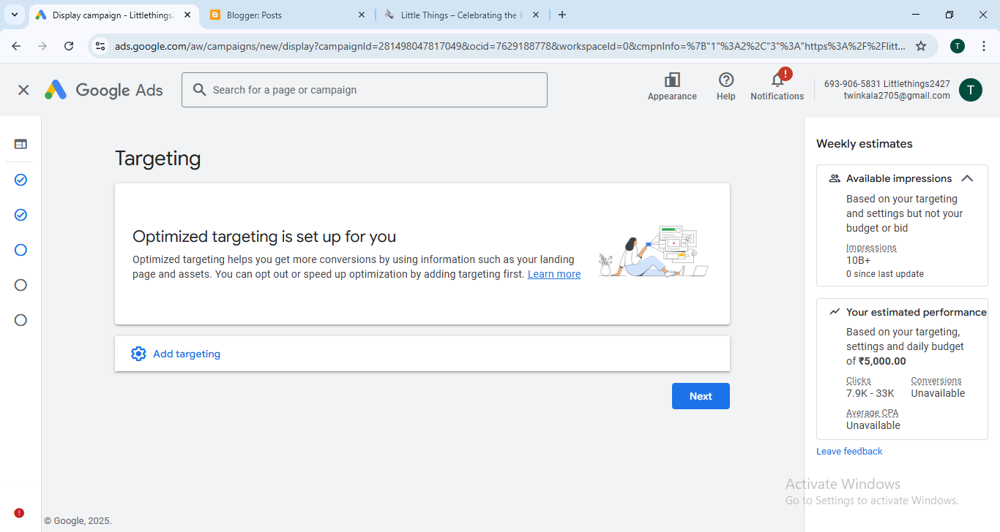 Display campaign - Littlethings2
Blogger: Posts
Little Things – Celebrating the B
ads.google.com/aw/campaigns/new/display?campaignId=281498047817049&ocid=7629188778&workspaceId=0&cmpnInfo=%7B"1"%3A2%2C"3"%3A"https%3A%2F%2Flitt...
T
Google Ads
Search for a page or campaign
Appearance
Help
Notifications
693-906-5831 Littlethings2427
twinkala2705@gmail.com
T
Targeting
Optimized targeting is set up for you
Optimized targeting helps you get more conversions by using information such as your landing
page and assets. You can opt out or speed up optimization by adding targeting first. Learn more
Add targeting
Next
Weekly estimates
Available impressions
Based on your targeting
and settings but not your
budget or bid
Impressions
10B+
0 since last update
Your estimated performance
Based on your targeting,
settings and daily budget
of ₹5,000.00
Clicks Conversions
7.9K - 33K Unavailable
Average CPA
Unavailable
Leave feedback
Activate Windows
Go to Settings to activate Windows.
© Google, 2025.